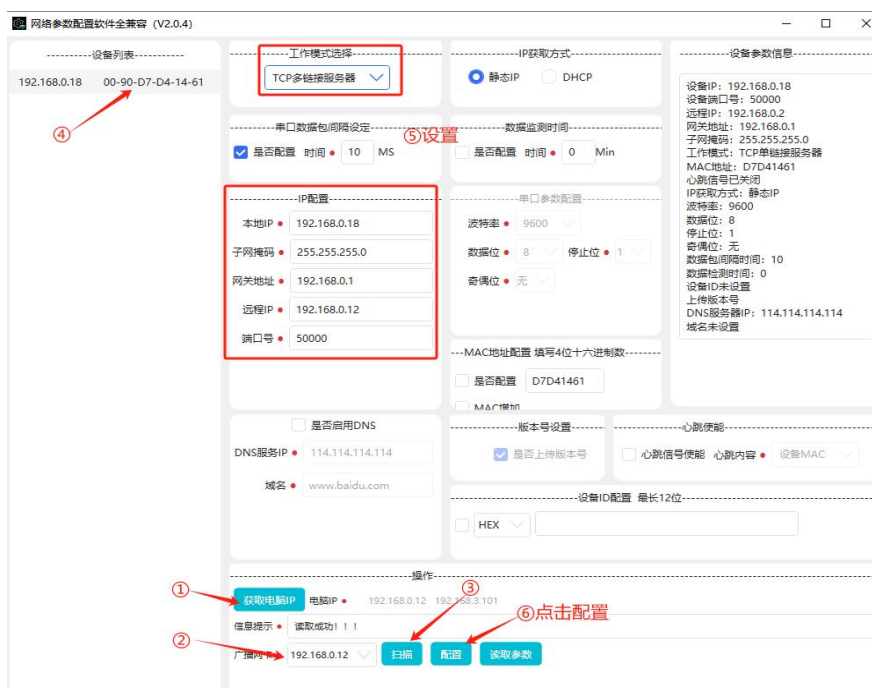 网络参数配置软件全兼容（V2.0.4）
----------设备列表-----------
192.168.0.18 00-90-D7-D4-14-61
④
工作模式选择
TCP多链接服务器
IP获取方式
静态IP DHCP
串口数据包间隔设定
是否配置 时间 10 MS
⑤设置
数据监测时间
是否配置 时间 0 Min
IP配置
本地IP 192.168.0.18
子网掩码 255.255.255.0
网关地址 192.168.0.1
远程IP 192.168.0.12
端口号 50000
串口参数配置
波特率 9600
数据位 8 停止位 1
奇偶位 无
---MAC地址配置 填写4位十六进制数--------
是否配置 D7D41461
MAC增加
设备参数信息
设备IP：192.168.0.18
设备端口号：50000
远程IP：192.168.0.2
网关地址：192.168.0.1
子网掩码：255.255.255.0
工作模式：TCP单链接服务器
MAC地址：D7D41461
心跳信号已关闭
IP获取方式：静态IP
波特率：9600
数据位：8
停止位：1
奇偶位：无
数据包间隔时间：10
数据检测时间：0
设备ID未设置
上传版本号
DNS服务器IP：114.114.114.114
域名未设置
是否启用DNS
DNS服务IP 114.114.114.114
域名 www.baidu.com
版本号设置
是否上传版本号
心跳使能
心跳信号使能 心跳内容 设备MAC
设备ID配置 最长12位
HEX
操作
① 获取电脑IP 电脑IP 192.168.0.12 192.168.3.101
③
⑥点击配置
信息提示 读取成功！！！
② 广播网卡 192.168.0.12 扫描 配置 读取参数